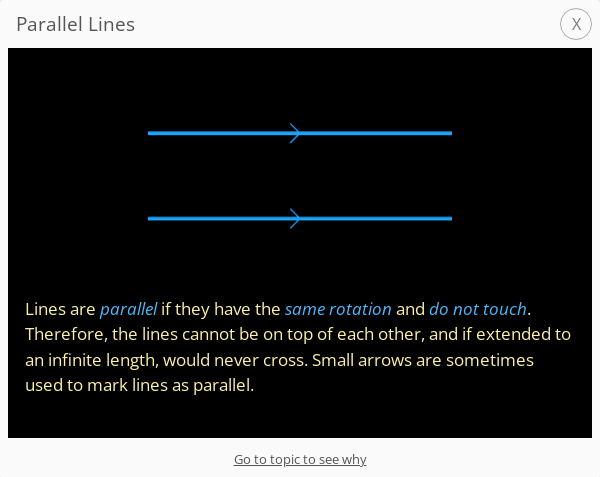 Parallel Lines
X
Lines are parallel if they have the same rotation and do not touch.
Therefore, the lines cannot be on top of each other, and if extended to
an infinite length, would never cross. Small arrows are sometimes
used to mark lines as parallel.
Go to topic to see why